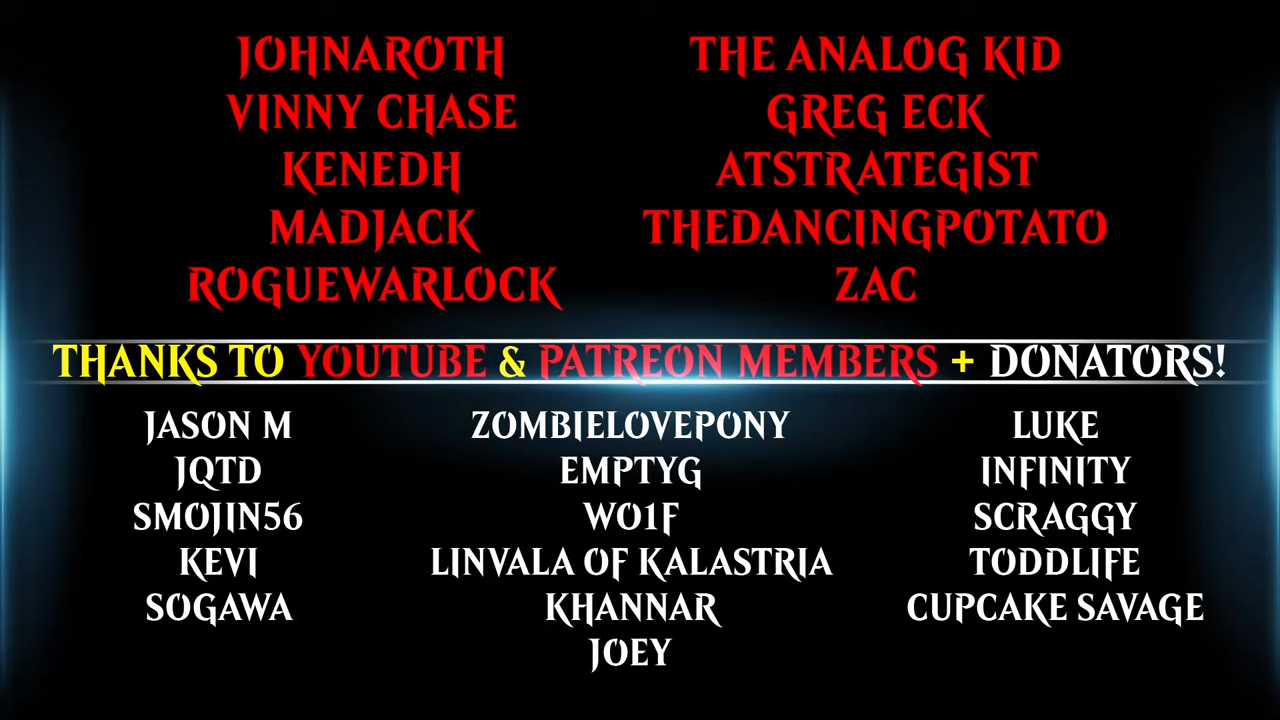 JOHNAROTH THE ANALOG KID
VINNY CHASE GREG ECK
KENEDH ATSTRATEGIST
MADJACK THEDANCINGPOTATO
ROGUEWARLOCK ZAC
THANKS TO YOUTUBE & PATREON MEMBERS + DONATORS!
JASON M ZOMBIELOVEPONY LUKE
JQTD EMPTYG INFINITY
SMOJIN56 WO1F SCRAGGY
KEVI LINVALA OF KALASTRIA TODDLIFE
SOGAWA KHANNAR CUPCAKE SAVAGE
JOEY